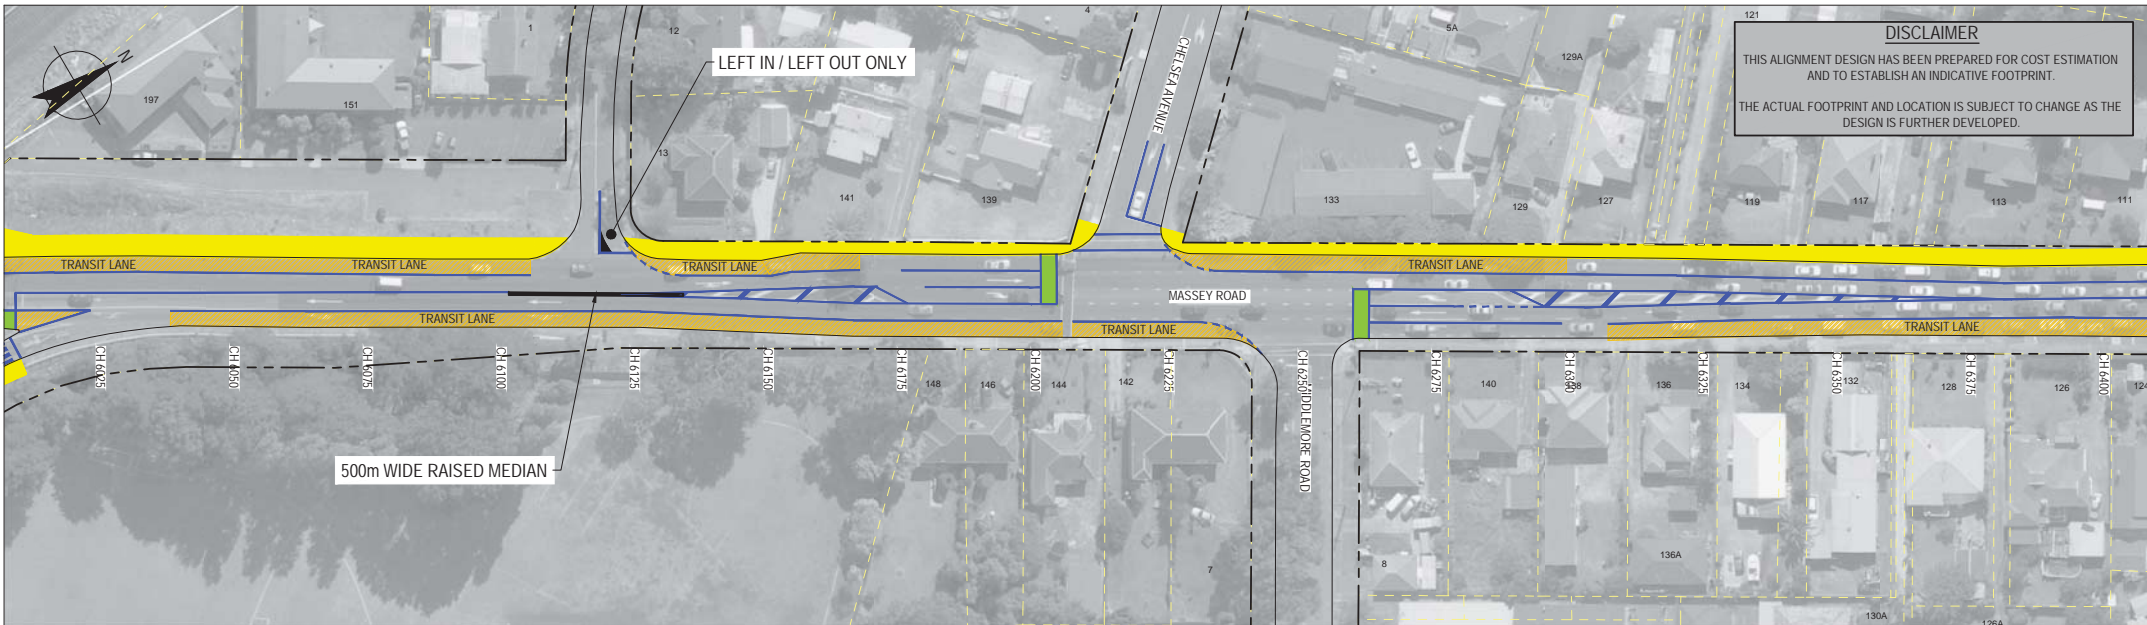 1
12
4
5A
121
129A
N
197
151
LEFT IN / LEFT OUT ONLY
CHELSEA AVENUE
DISCLAIMER
THIS ALIGNMENT DESIGN HAS BEEN PREPARED FOR COST ESTIMATION
AND TO ESTABLISH AN INDICATIVE FOOTPRINT.
THE ACTUAL FOOTPRINT AND LOCATION IS SUBJECT TO CHANGE AS THE
DESIGN IS FURTHER DEVELOPED.
13
141
139
133
129
127
119
117
113
111
TRANSIT LANE
TRANSIT LANE
TRANSIT LANE
TRANSIT LANE
MASSEY ROAD
TRANSIT LANE
TRANSIT LANE
TRANSIT LANE
CH 6025
CH 6050
CH 6075
CH 6100
CH 6125
CH 6150
CH 6175
CH 6200
CH 6225
CH 6250
CH 6275
CH 6300
CH 6325
CH 6350
CH 6375
CH 6400
MIDDLEMORE ROAD
148
146
144
142
140
138
136
134
132
128
126
124
500m WIDE RAISED MEDIAN
7
8
136A
130A
126A